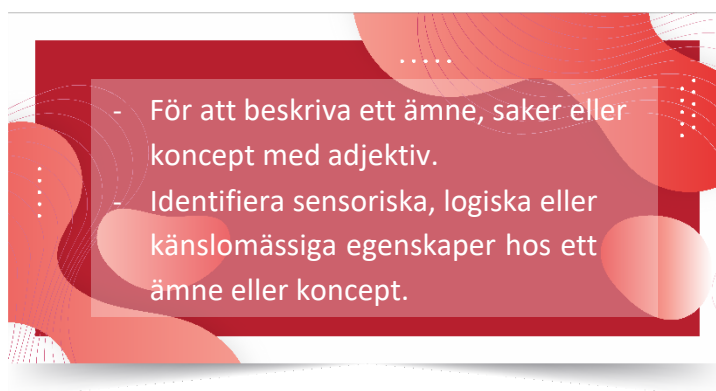 - För att beskriva ett ämne, saker eller
koncept med adjektiv.
- Identifiera sensoriska, logiska eller
känslomässiga egenskaper hos ett
ämne eller koncept.